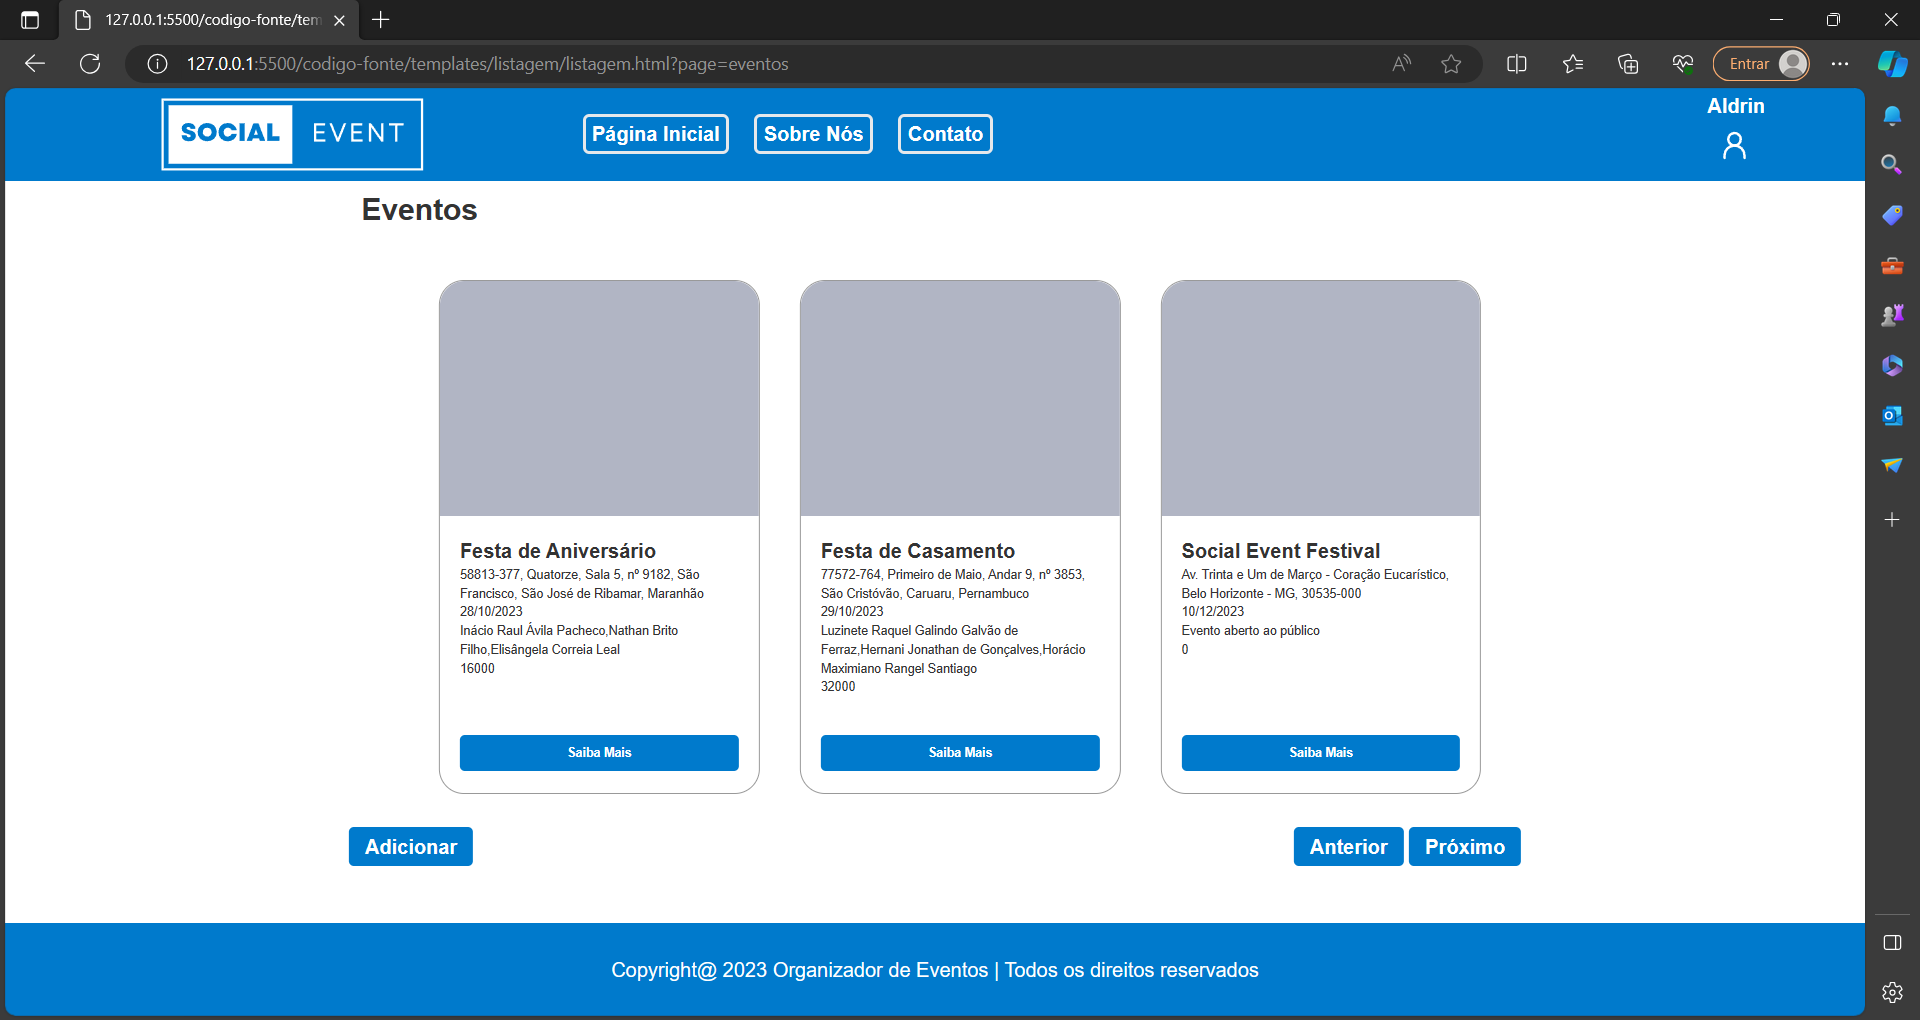 127.0.0.1:5500/codigo-fonte/tem
127.0.0.1:5500/codigo-fonte/templates/listagem/listagem.html?page=eventos
Entrar
SOCIAL EVENT
Página Inicial
Sobre Nós
Contato
Aldrin
Eventos
Festa de Aniversário
58813-377, Quatorze, Sala 5, nº 9182, São
Francisco, São José de Ribamar, Maranhão
28/10/2023
Inácio Raul Ávila Pacheco,Nathan Brito
Filho,Elisângela Correia Leal
16000
Saiba Mais
Festa de Casamento
77572-764, Primeiro de Maio, Andar 9, nº 3853,
São Cristóvão, Caruaru, Pernambuco
29/10/2023
Luzinete Raquel Galindo Galvão de
Ferraz,Hernani Jonathan de Gonçalves,Horácio
Maximiano Rangel Santiago
32000
Saiba Mais
Social Event Festival
Av. Trinta e Um de Março - Coração Eucarístico,
Belo Horizonte - MG, 30535-000
10/12/2023
Evento aberto ao público
0
Saiba Mais
Adicionar
Anterior
Próximo
Copyright@ 2023 Organizador de Eventos | Todos os direitos reservados